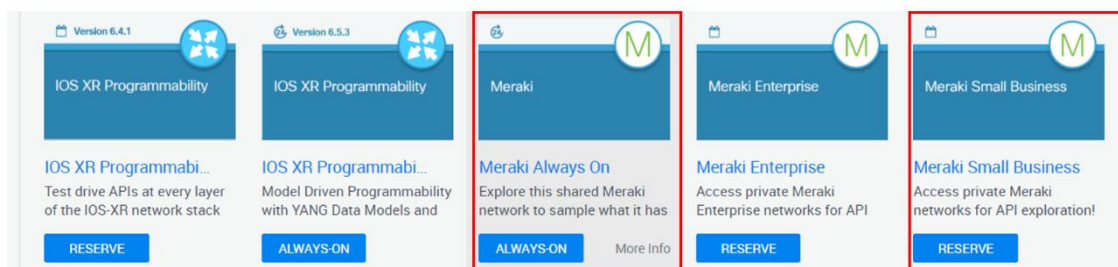 Version 6.4.1
IOS XR Programmability
IOS XR Programmabi...
Test drive APIs at every layer
of the IOS-XR network stack
RESERVE
24 Version 6.5.3
IOS XR Programmability
IOS XR Programmabi...
Model Driven Programmability
with YANG Data Models and
ALWAYS-ON
24
M
Meraki
Meraki Always On
Explore this shared Meraki
network to sample what it has
ALWAYS-ON More Info
M
Meraki Enterprise
Meraki Enterprise
Access private Meraki
Enterprise networks for API
RESERVE
M
Meraki Small Business
Meraki Small Business
Access private Meraki
networks for API exploration!
RESERVE